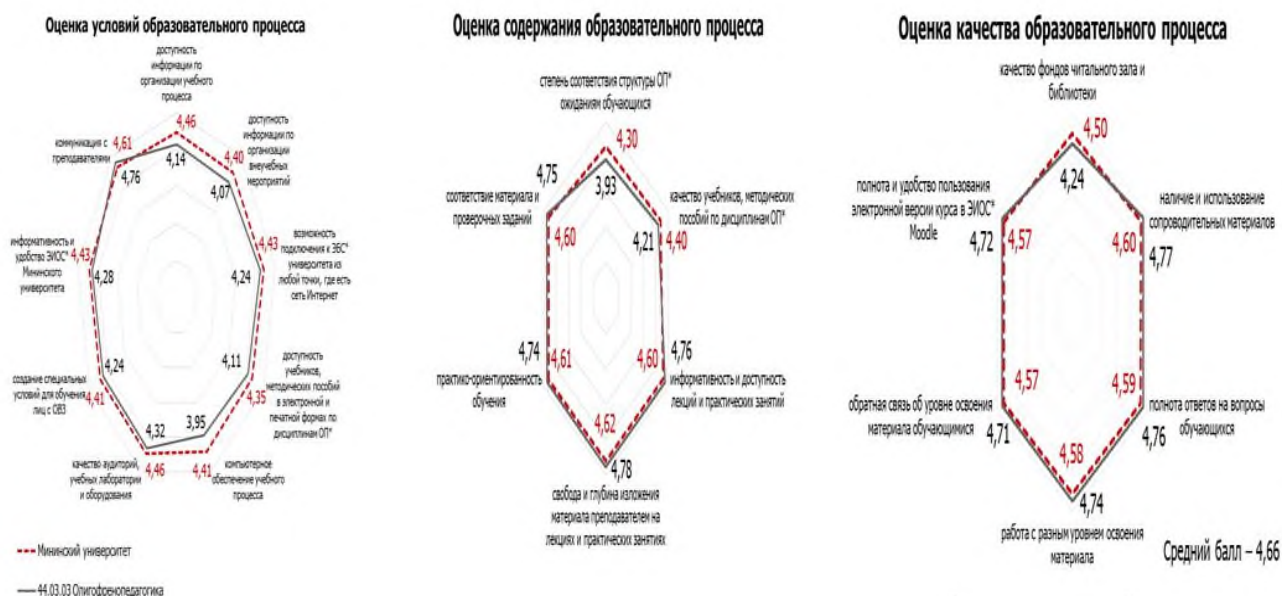 Оценка условий образовательного процесса
доступность
информации по
организации учебного
процесса
4,46
4,14
доступность
информации по
организации
внеучебных
мероприятий
4,40
4,07
возможность
подключения к ЭБС*
университета из
любой точки, где есть
сеть Интернет
4,43
4,24
доступность
учебников,
методических пособий
в электронной и
печатной формах по
дисциплинам ОП*
4,35
4,11
компьютерное
обеспечение учебного
процесса
4,41
3,95
качество аудиторий,
учебных лаборатории
и оборудования
4,46
4,32
создание специальных
условий для обучения
лиц с ОВЗ
4,41
4,24
информативность и
удобство ЭИОС*
Мининского
университета
4,43
4,28
коммуникация с
преподавателями
4,61
4,76
Мининский университет
44.03.03 Олигофренопедагогика
Оценка содержания образовательного процесса
степень соответствия структуры ОП*
ожиданиям обучающихся
4,30
3,93
качество учебников, методических
пособий по дисциплинам ОП*
4,40
4,21
4,60
4,76
информативность и доступность
лекций и практических занятий
4,62
4,78
свобода и глубина изложения
материала преподавателем на
лекциях и практических занятиях
4,74
4,61
практико-ориентированность
обучения
4,75
соответствие материала и
проверочных заданий
4,60
Оценка качества образовательного процесса
качество фондов читального зала и
библиотеки
4,50
4,24
наличие и использование
сопроводительных материалов
4,60
4,77
4,59
полнота ответов на вопросы
обучающихся
4,76
4,58
4,74
работа с разным уровнем освоения
материала
4,57
обратная связь об уровне освоения
материала обучающимися
4,71
полнота и удобство пользования
электронной версии курса в ЭИОС*
Moodle
4,72
4,57
Средний балл – 4,66